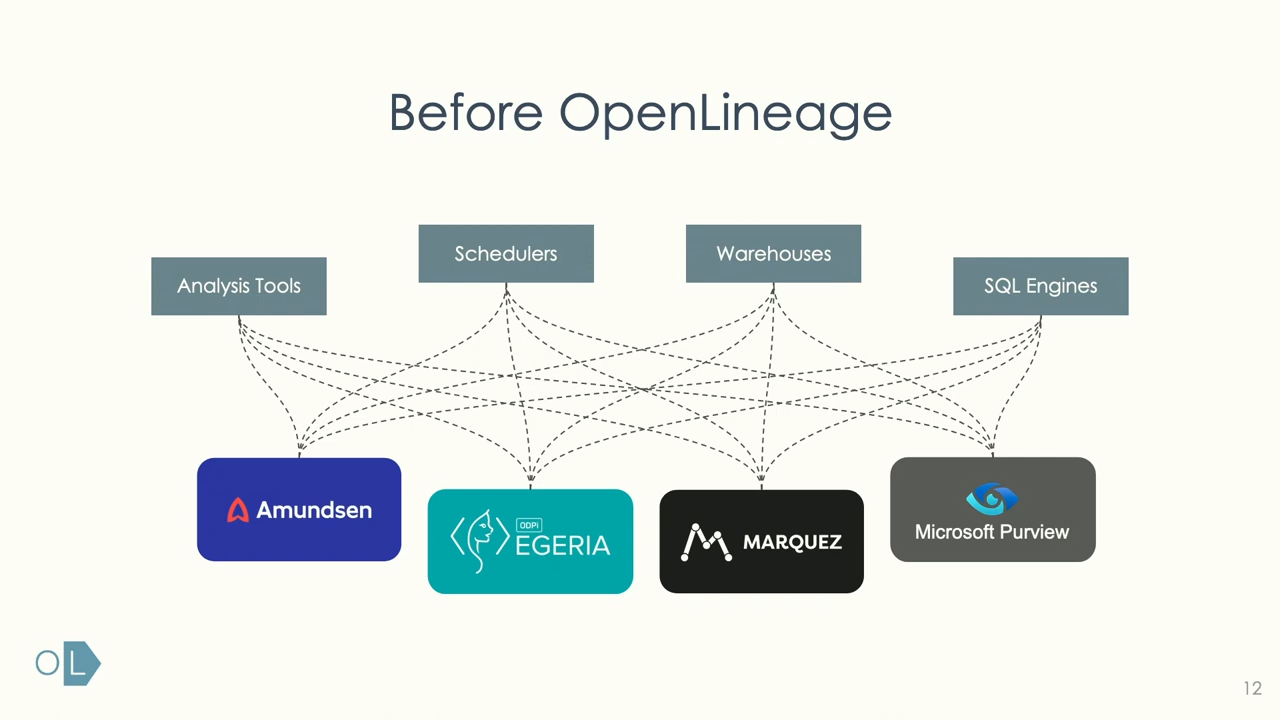 Before OpenLineage
Schedulers
Warehouses
Analysis Tools
SQL Engines
Amundsen
ODPi
EGERIA
MARQUEZ
Microsoft Purview
OL
12